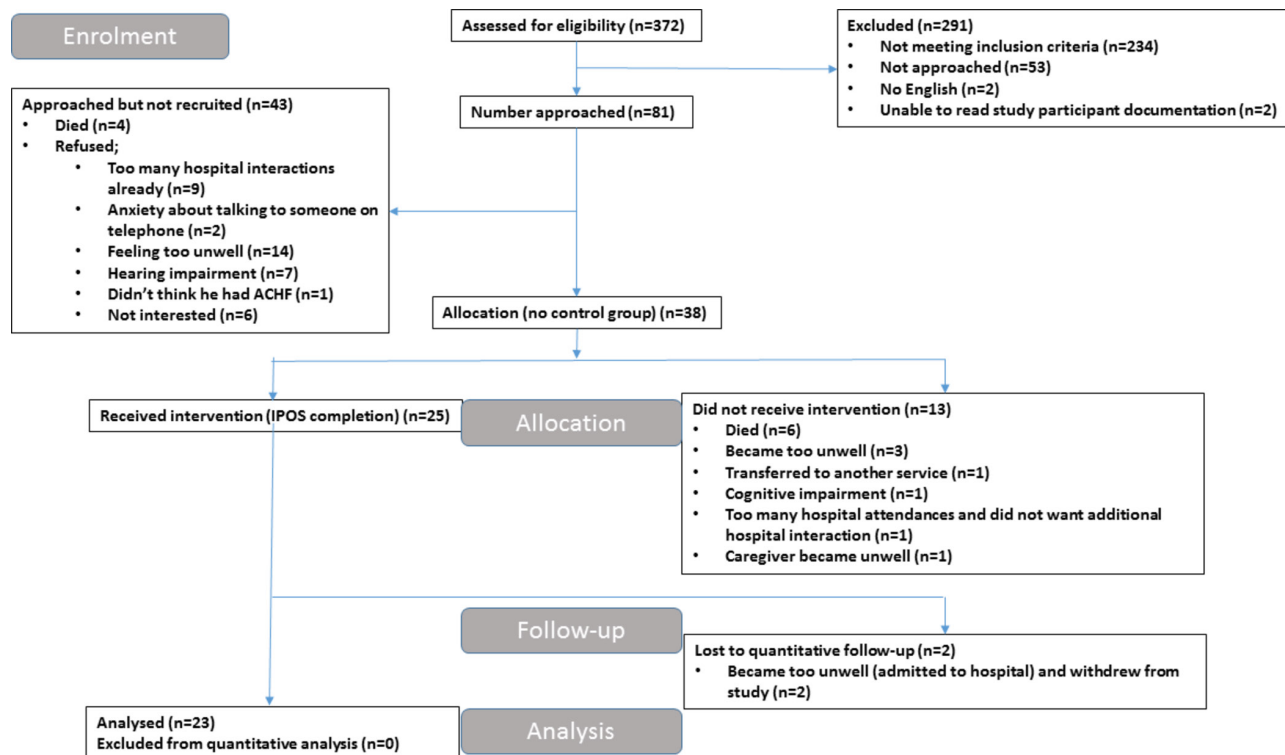 Enrolment
Assessed for eligibility (n=372)
Excluded (n=291)
• Not meeting inclusion criteria (n=234)
• Not approached (n=53)
• No English (n=2)
• Unable to read study participant documentation (n=2)
Number approached (n=81)
Approached but not recruited (n=43)
• Died (n=4)
• Refused;
• Too many hospital interactions
already (n=9)
• Anxiety about talking to someone on
telephone (n=2)
• Feeling too unwell (n=14)
• Hearing impairment (n=7)
• Didn't think he had ACHF (n=1)
• Not interested (n=6)
Allocation (no control group) (n=38)
Received intervention (IPOS completion) (n=25)
Allocation
Did not receive intervention (n=13)
• Died (n=6)
• Became too unwell (n=3)
• Transferred to another service (n=1)
• Cognitive impairment (n=1)
• Too many hospital attendances and did not want additional
hospital interaction (n=1)
• Caregiver became unwell (n=1)
Follow-up
Lost to quantitative follow-up (n=2)
• Became too unwell (admitted to hospital) and withdrew from
study (n=2)
Analysed (n=23)
Excluded from quantitative analysis (n=0)
Analysis